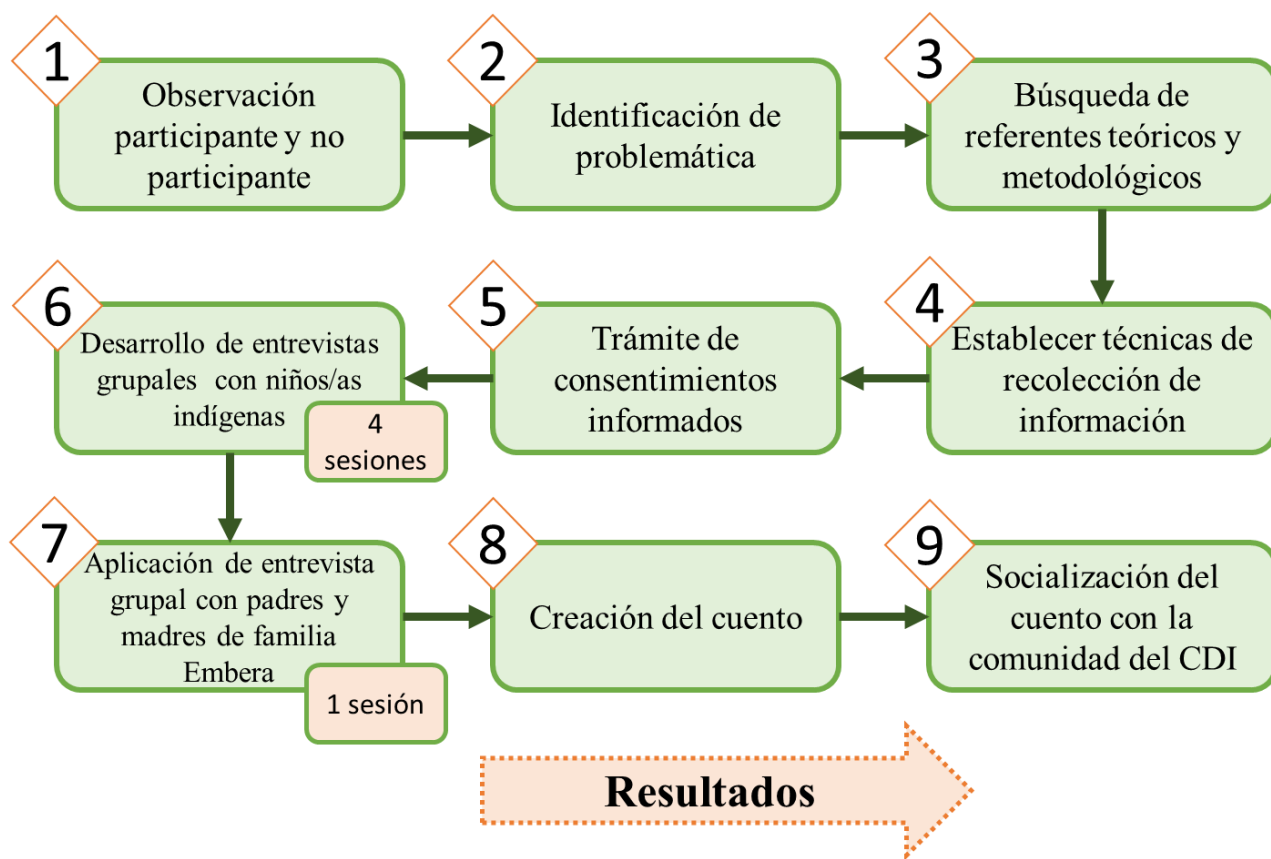 1
Observación
participante y no
participante
2
Identificación de
problemática
3
Búsqueda de
referentes teóricos y
metodológicos
4
Establecer técnicas de
recolección de
información
5
Trámite de
consentimientos
informados
6
Desarrollo de entrevistas
grupales con niños/as
indígenas
4
sesiones
7
Aplicación de entrevista
grupal con padres y
madres de familia
Embera
1 sesión
8
Creación del cuento
9
Socialización del
cuento con la
comunidad del CDI
Resultados